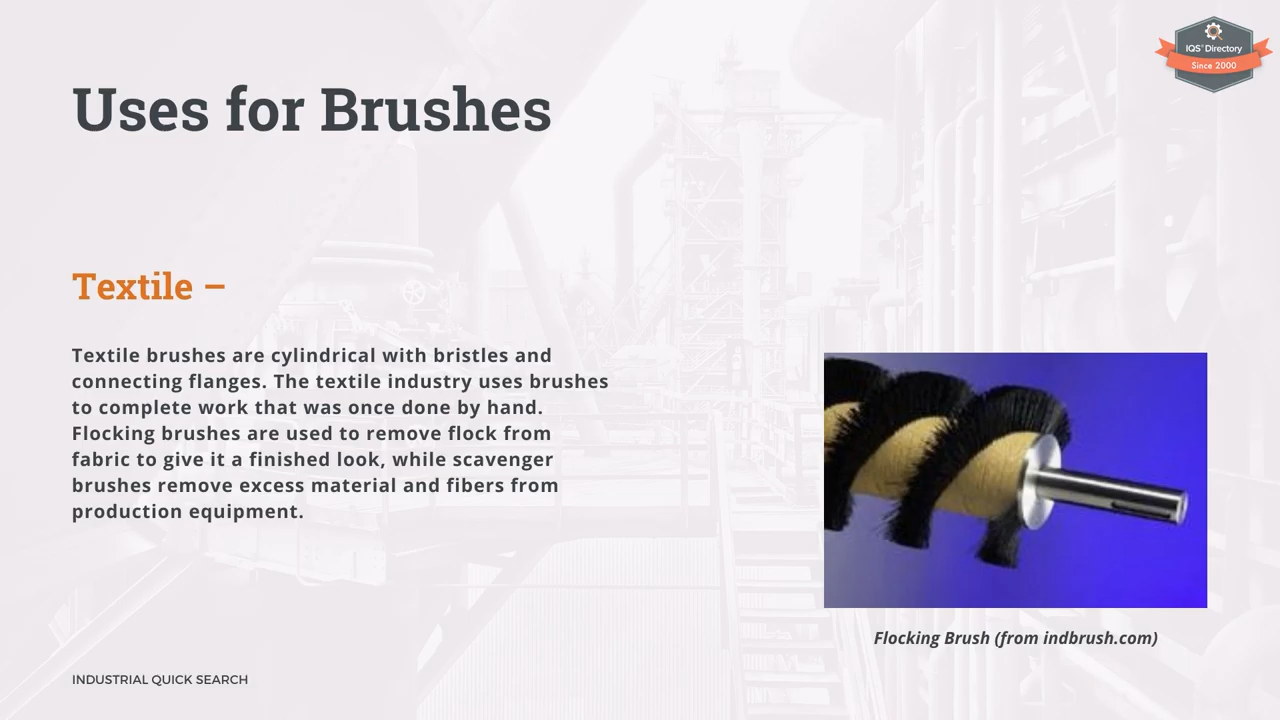 IQS® Directory
Since 2000
Uses for Brushes
Textile –
Textile brushes are cylindrical with bristles and
connecting flanges. The textile industry uses brushes
to complete work that was once done by hand.
Flocking brushes are used to remove flock from
fabric to give it a finished look, while scavenger
brushes remove excess material and fibers from
production equipment.
Flocking Brush (from indbrush.com)
INDUSTRIAL QUICK SEARCH